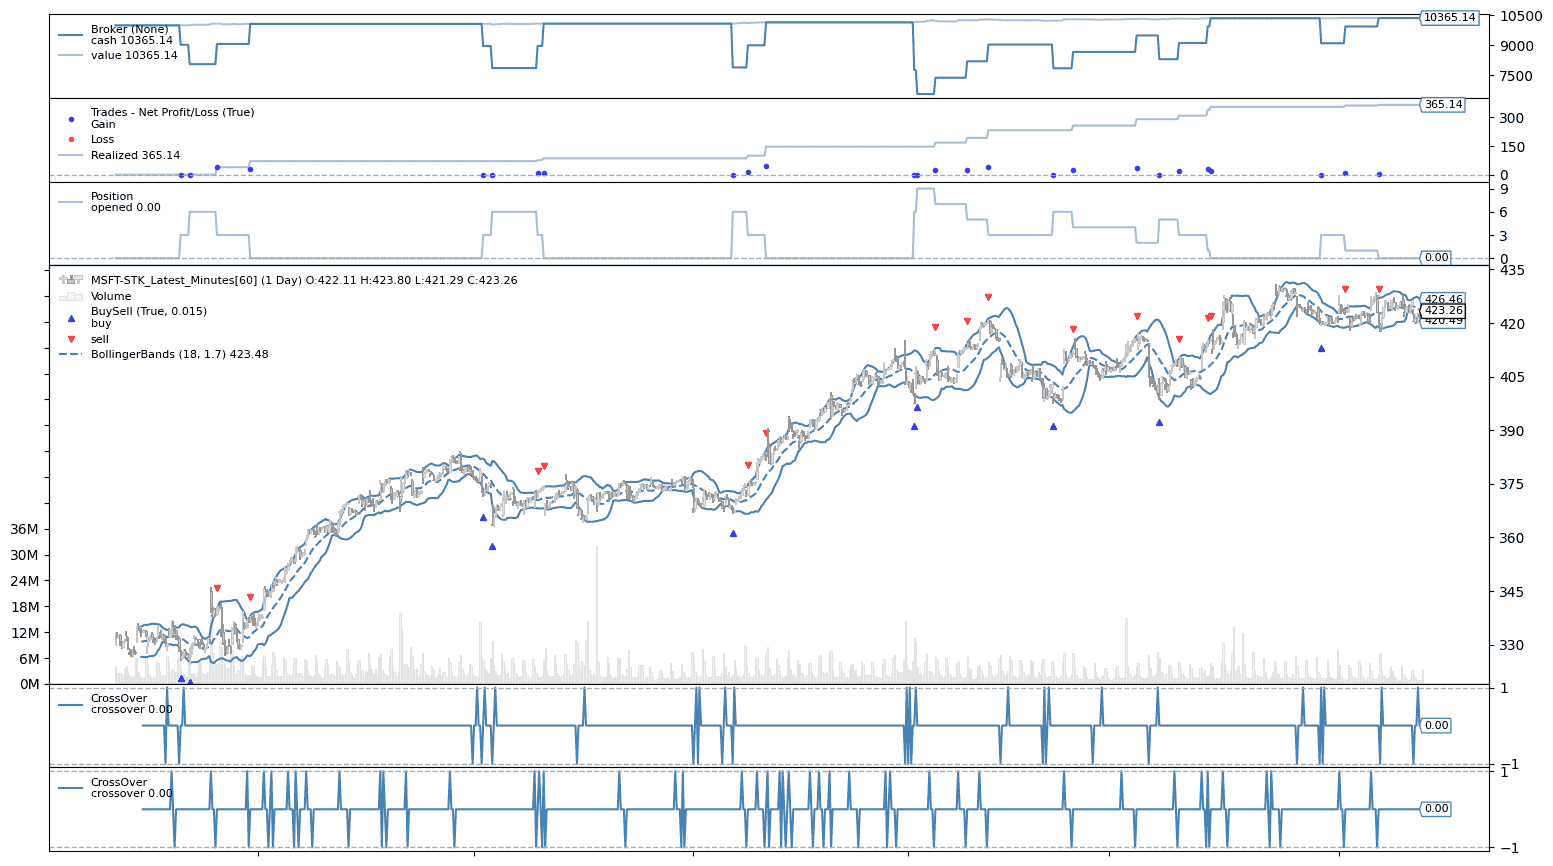 Broker (None)
cash 10365.14
value 10365.14
10365.14
10500
9000
7500
Trades - Net Profit/Loss (True)
Gain
Loss
Realized 365.14
365.14
300
150
0
Position
opened 0.00
9
6
3
0
0.00
MSFT-STK_Latest_Minutes[60] (1 Day) O:422.11 H:423.80 L:421.29 C:423.26
Volume
BuySell (True, 0.015)
buy
sell
BollingerBands (18, 1.7) 423.48
435
426.46
423.26
420.49
420
405
390
375
360
345
330
36M
30M
24M
18M
12M
6M
0M
CrossOver
crossover 0.00
1
0.00
−1
CrossOver
crossover 0.00
1
0.00
−1